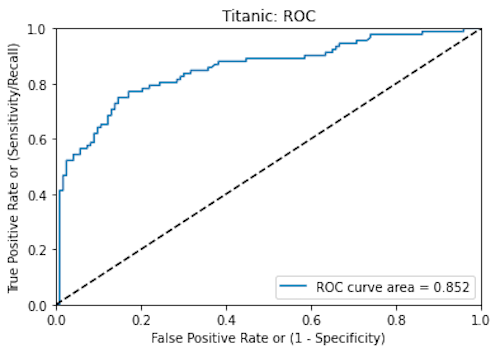 Titanic: ROC
True Positive Rate or (Sensitivity/Recall)
1.0
0.8
0.6
0.4
0.2
0.0
ROC curve area = 0.852
0.0 0.2 0.4 0.6 0.8 1.0
False Positive Rate or (1 - Specificity)